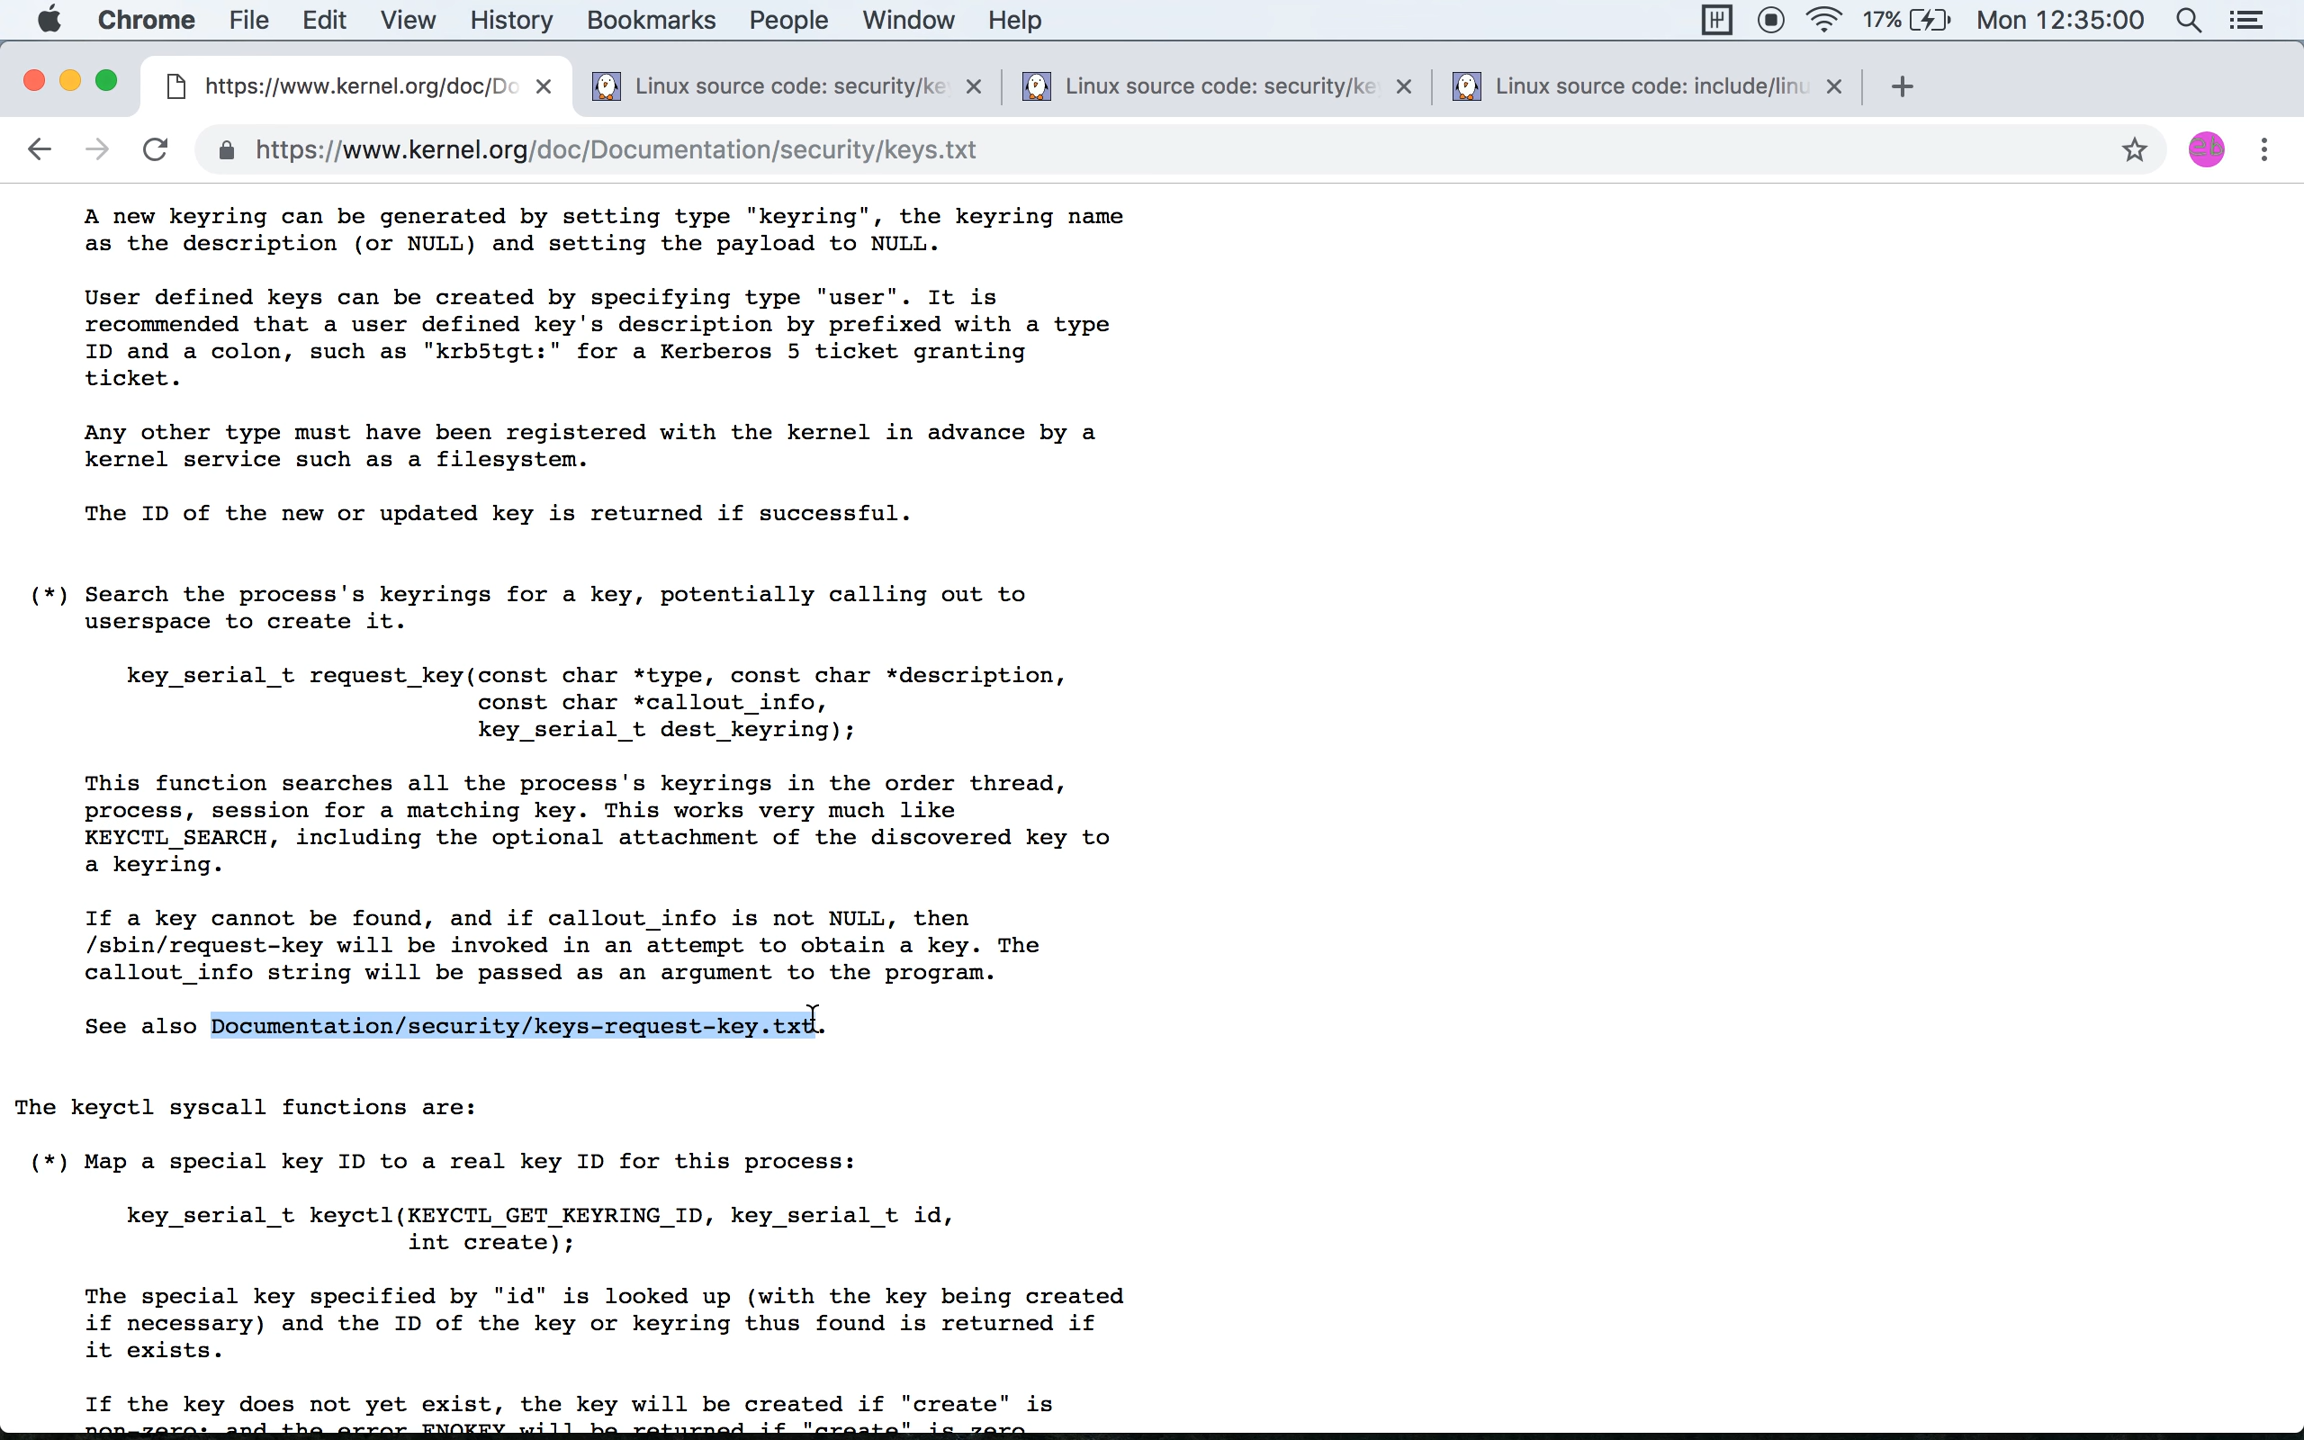 Chrome File Edit View History Bookmarks People Window Help 17% Mon 12:35:00
https://www.kernel.org/doc/Do Linux source code: security/ke Linux source code: security/ke Linux source code: include/linu
https://www.kernel.org/doc/Documentation/security/keys.txt
A new keyring can be generated by setting type "keyring", the keyring name
as the description (or NULL) and setting the payload to NULL.
User defined keys can be created by specifying type "user". It is
recommended that a user defined key's description by prefixed with a type
ID and a colon, such as "krb5tgt:" for a Kerberos 5 ticket granting
ticket.
Any other type must have been registered with the kernel in advance by a
kernel service such as a filesystem.
The ID of the new or updated key is returned if successful.
(*) Search the process's keyrings for a key, potentially calling out to
userspace to create it.
key_serial_t request_key(const char *type, const char *description,
const char *callout_info,
key_serial_t dest_keyring);
This function searches all the process's keyrings in the order thread,
process, session for a matching key. This works very much like
KEYCTL_SEARCH, including the optional attachment of the discovered key to
a keyring.
If a key cannot be found, and if callout_info is not NULL, then
/sbin/request-key will be invoked in an attempt to obtain a key. The
callout_info string will be passed as an argument to the program.
See also Documentation/security/keys-request-key.txt.
The keyctl syscall functions are:
(*) Map a special key ID to a real key ID for this process:
key_serial_t keyctl(KEYCTL_GET_KEYRING_ID, key_serial_t id,
int create);
The special key specified by "id" is looked up (with the key being created
if necessary) and the ID of the key or keyring thus found is returned if
it exists.
If the key does not yet exist, the key will be created if "create" is
non-zero; and the error ENOKEY will be returned if "create" is zero.